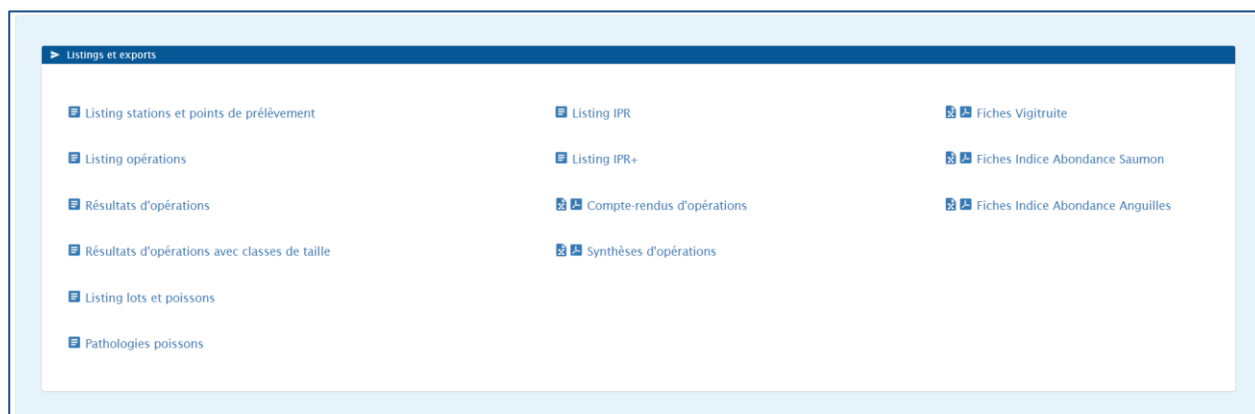 Listings et exports
Listing stations et points de prélèvement
Listing opérations
Résultats d'opérations
Résultats d'opérations avec classes de taille
Listing lots et poissons
Pathologies poissons
Listing IPR
Listing IPR+
Compte-rendus d'opérations
Synthèses d'opérations
Fiches Vigitruite
Fiches Indice Abondance Saumon
Fiches Indice Abondance Anguilles